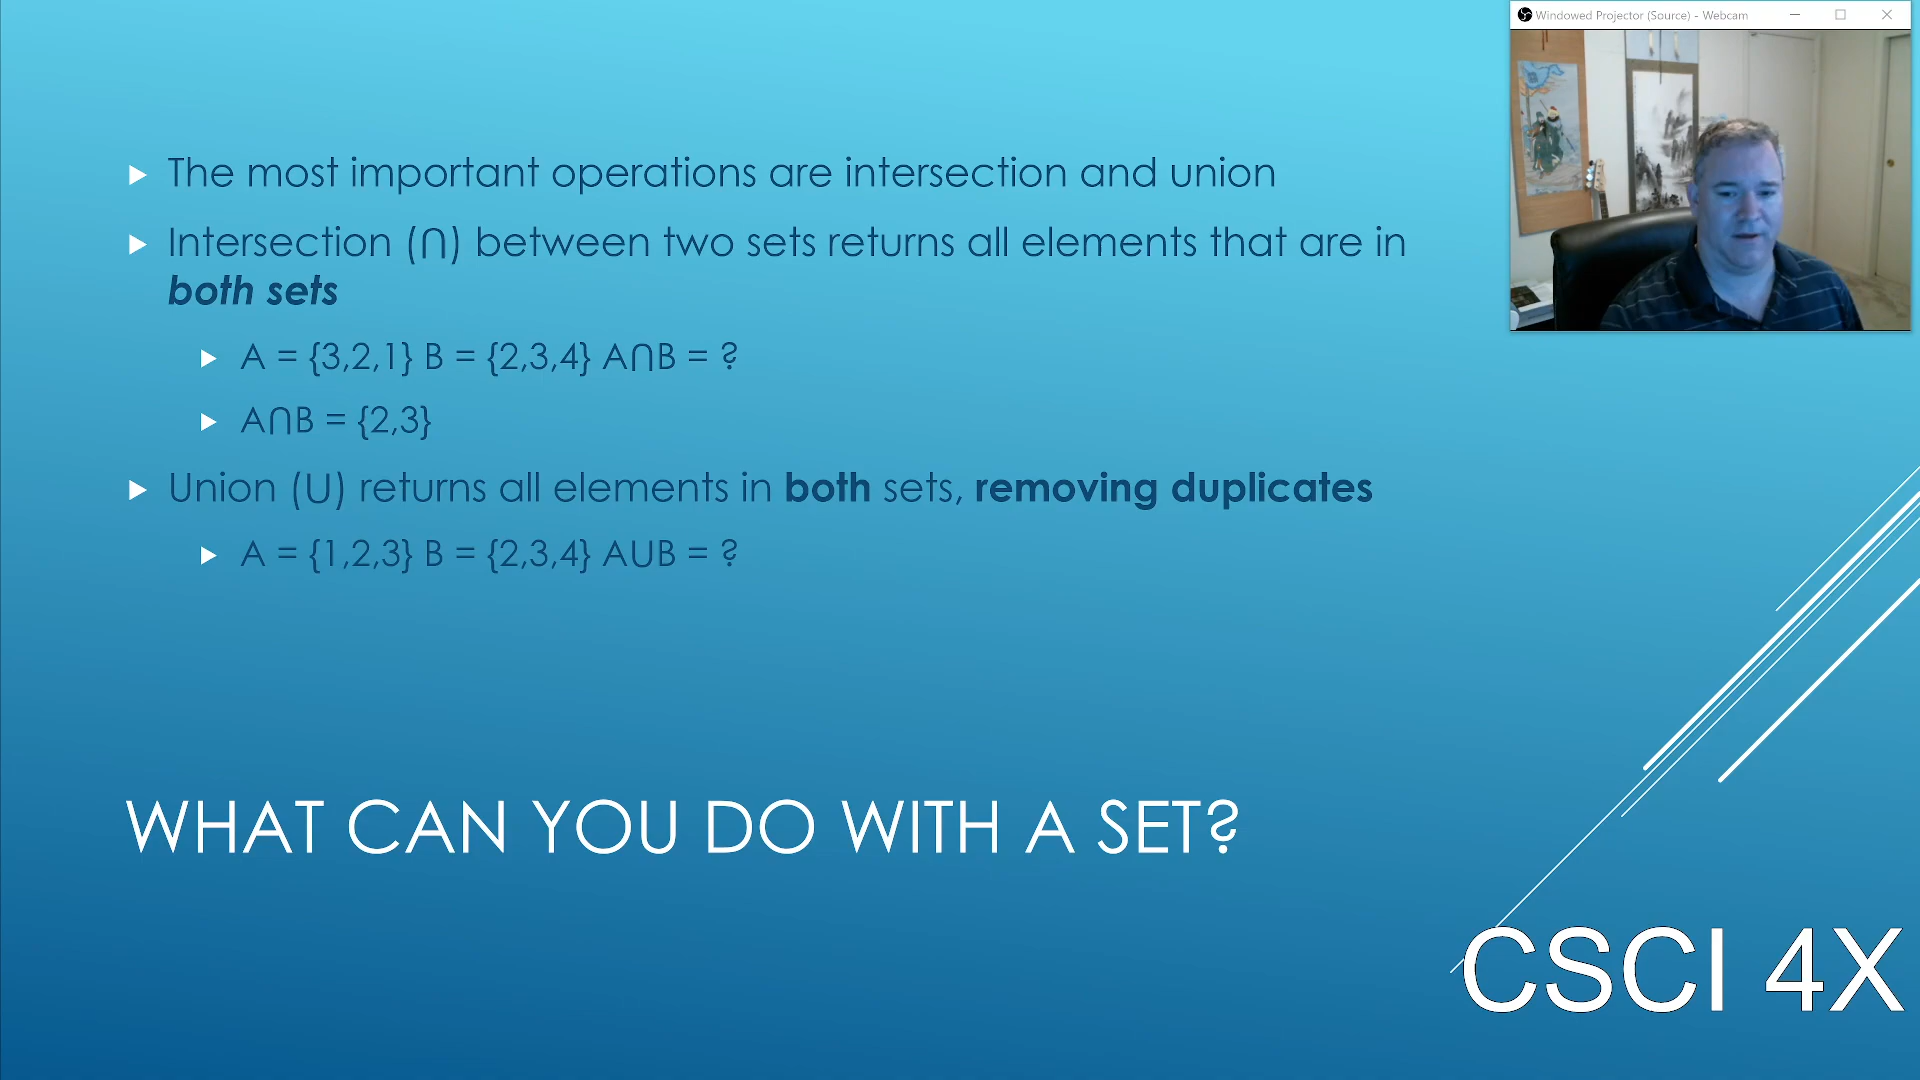 Windowed Projector (Source) - Webcam
The most important operations are intersection and union
Intersection (∩) between two sets returns all elements that are in
both sets
A = {3,2,1} B = {2,3,4} A∩B = ?
A∩B = {2,3}
Union (∪) returns all elements in both sets, removing duplicates
A = {1,2,3} B = {2,3,4} A∪B = ?
WHAT CAN YOU DO WITH A SET?
CSCI 4X